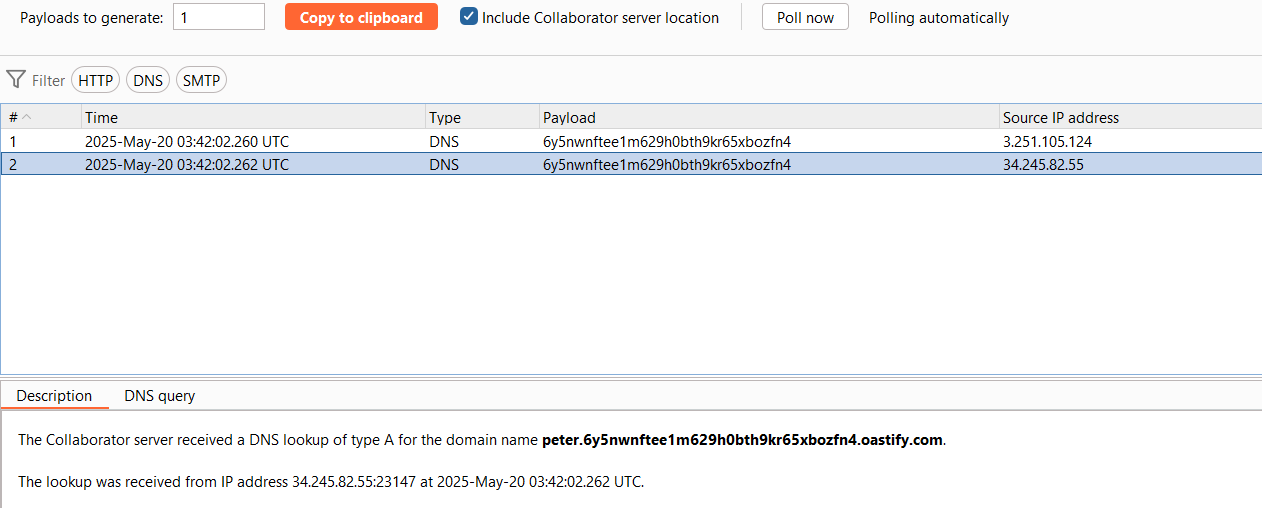 Payloads to generate: 1 Copy to clipboard Include Collaborator server location Poll now Polling automatically
Filter HTTP DNS SMTP
# Time Type Payload Source IP address
1 2025-May-20 03:42:02.260 UTC DNS 6y5nwnftee1m629h0bth9kr65xbozfn4 3.251.105.124
2 2025-May-20 03:42:02.262 UTC DNS 6y5nwnftee1m629h0bth9kr65xbozfn4 34.245.82.55
Description DNS query
The Collaborator server received a DNS lookup of type A for the domain name peter.6y5nwnftee1m629h0bth9kr65xbozfn4.oastify.com.
The lookup was received from IP address 34.245.82.55:23147 at 2025-May-20 03:42:02.262 UTC.